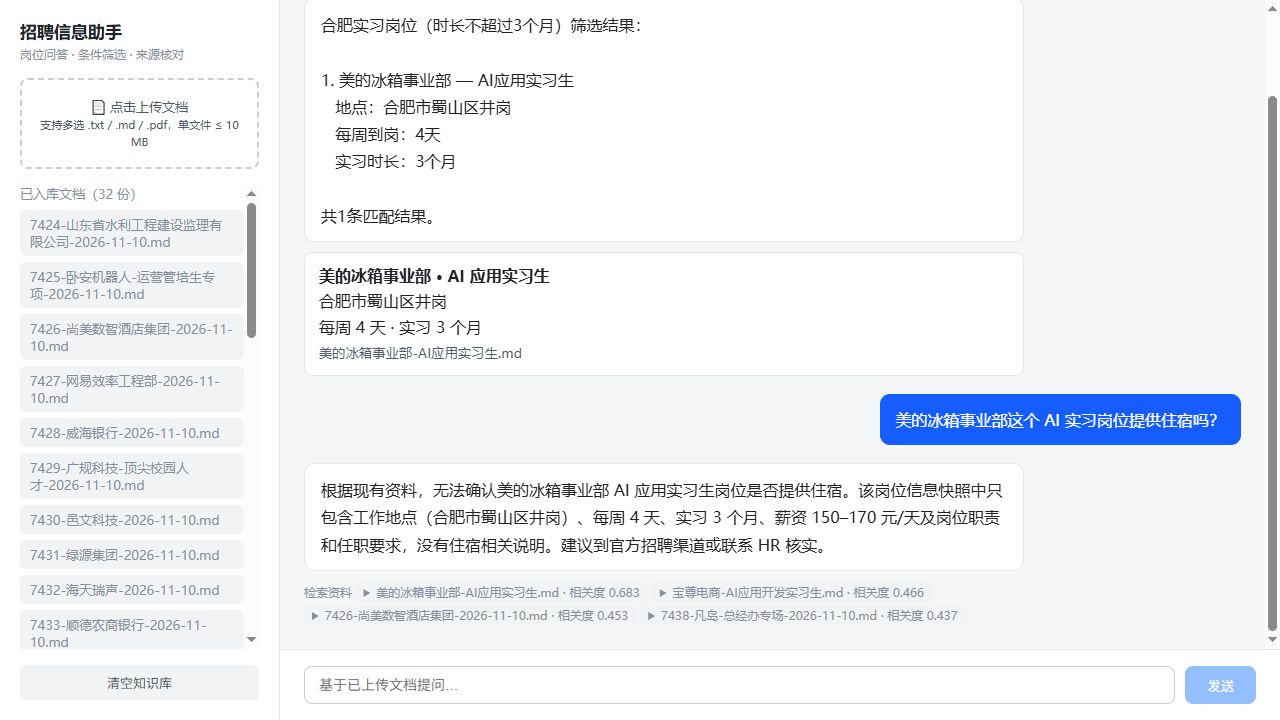 招聘信息助手
岗位问答 · 条件筛选 · 来源核对
点击上传文档
支持多选 .txt / .md / .pdf，单文件 ≤ 10
MB
已入库文档（32 份）
7424-山东省水利工程建设监理有
限公司-2026-11-10.md
7425-卧安机器人-运营管培生专
项-2026-11-10.md
7426-尚美数智酒店集团-2026-11-
10.md
7427-网易效率工程部-2026-11-
10.md
7428-威海银行-2026-11-10.md
7429-广规科技-顶尖校园人
才-2026-11-10.md
7430-邑文科技-2026-11-10.md
7431-绿源集团-2026-11-10.md
7432-海天瑞声-2026-11-10.md
7433-顺德农商银行-2026-11-
10.md
清空知识库
合肥实习岗位（时长不超过3个月）筛选结果：
1. 美的冰箱事业部 — AI应用实习生
地点：合肥市蜀山区井岗
每周到岗：4天
实习时长：3个月
共1条匹配结果。
美的冰箱事业部 • AI 应用实习生
合肥市蜀山区井岗
每周 4 天 · 实习 3 个月
美的冰箱事业部-AI应用实习生.md
美的冰箱事业部这个 AI 实习岗位提供住宿吗？
根据现有资料，无法确认美的冰箱事业部 AI 应用实习生岗位是否提供住宿。该岗位信息快照中只
包含工作地点（合肥市蜀山区井岗）、每周 4 天、实习 3 个月、薪资 150–170 元/天及岗位职责
和任职要求，没有住宿相关说明。建议到官方招聘渠道或联系 HR 核实。
检索资料 ▶ 美的冰箱事业部-AI应用实习生.md · 相关度 0.683 ▶ 宝尊电商-AI应用开发实习生.md · 相关度 0.466
▶ 7426-尚美数智酒店集团-2026-11-10.md · 相关度 0.453 ▶ 7438-凡岛-总经办专场-2026-11-10.md · 相关度 0.437
基于已上传文档提问…
发送